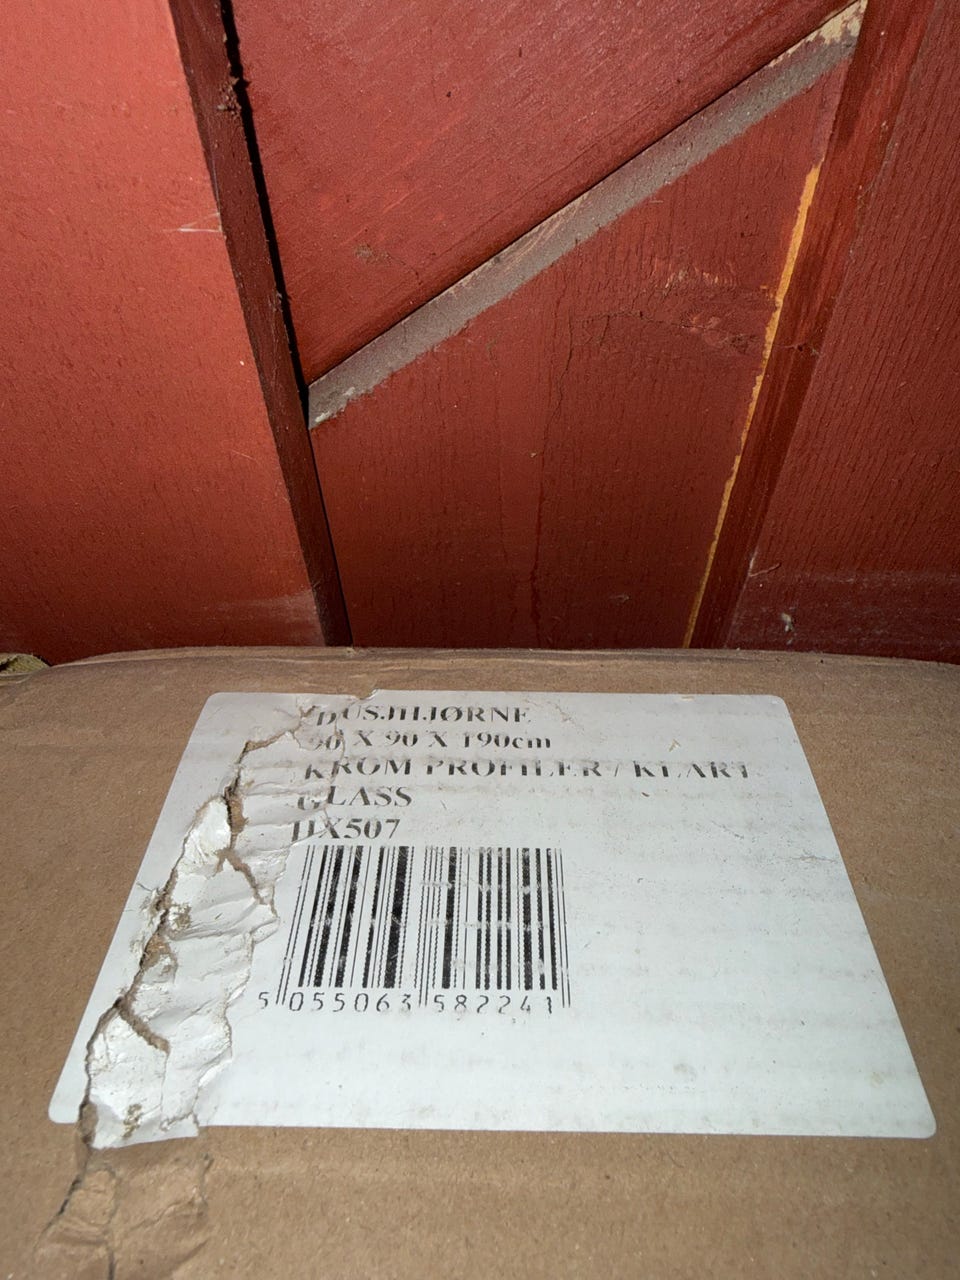 DUSJHJØRNE
90 X 90 X 190cm
KROM PROFILER / KLART
GLASS
DX507
5 055063 582241